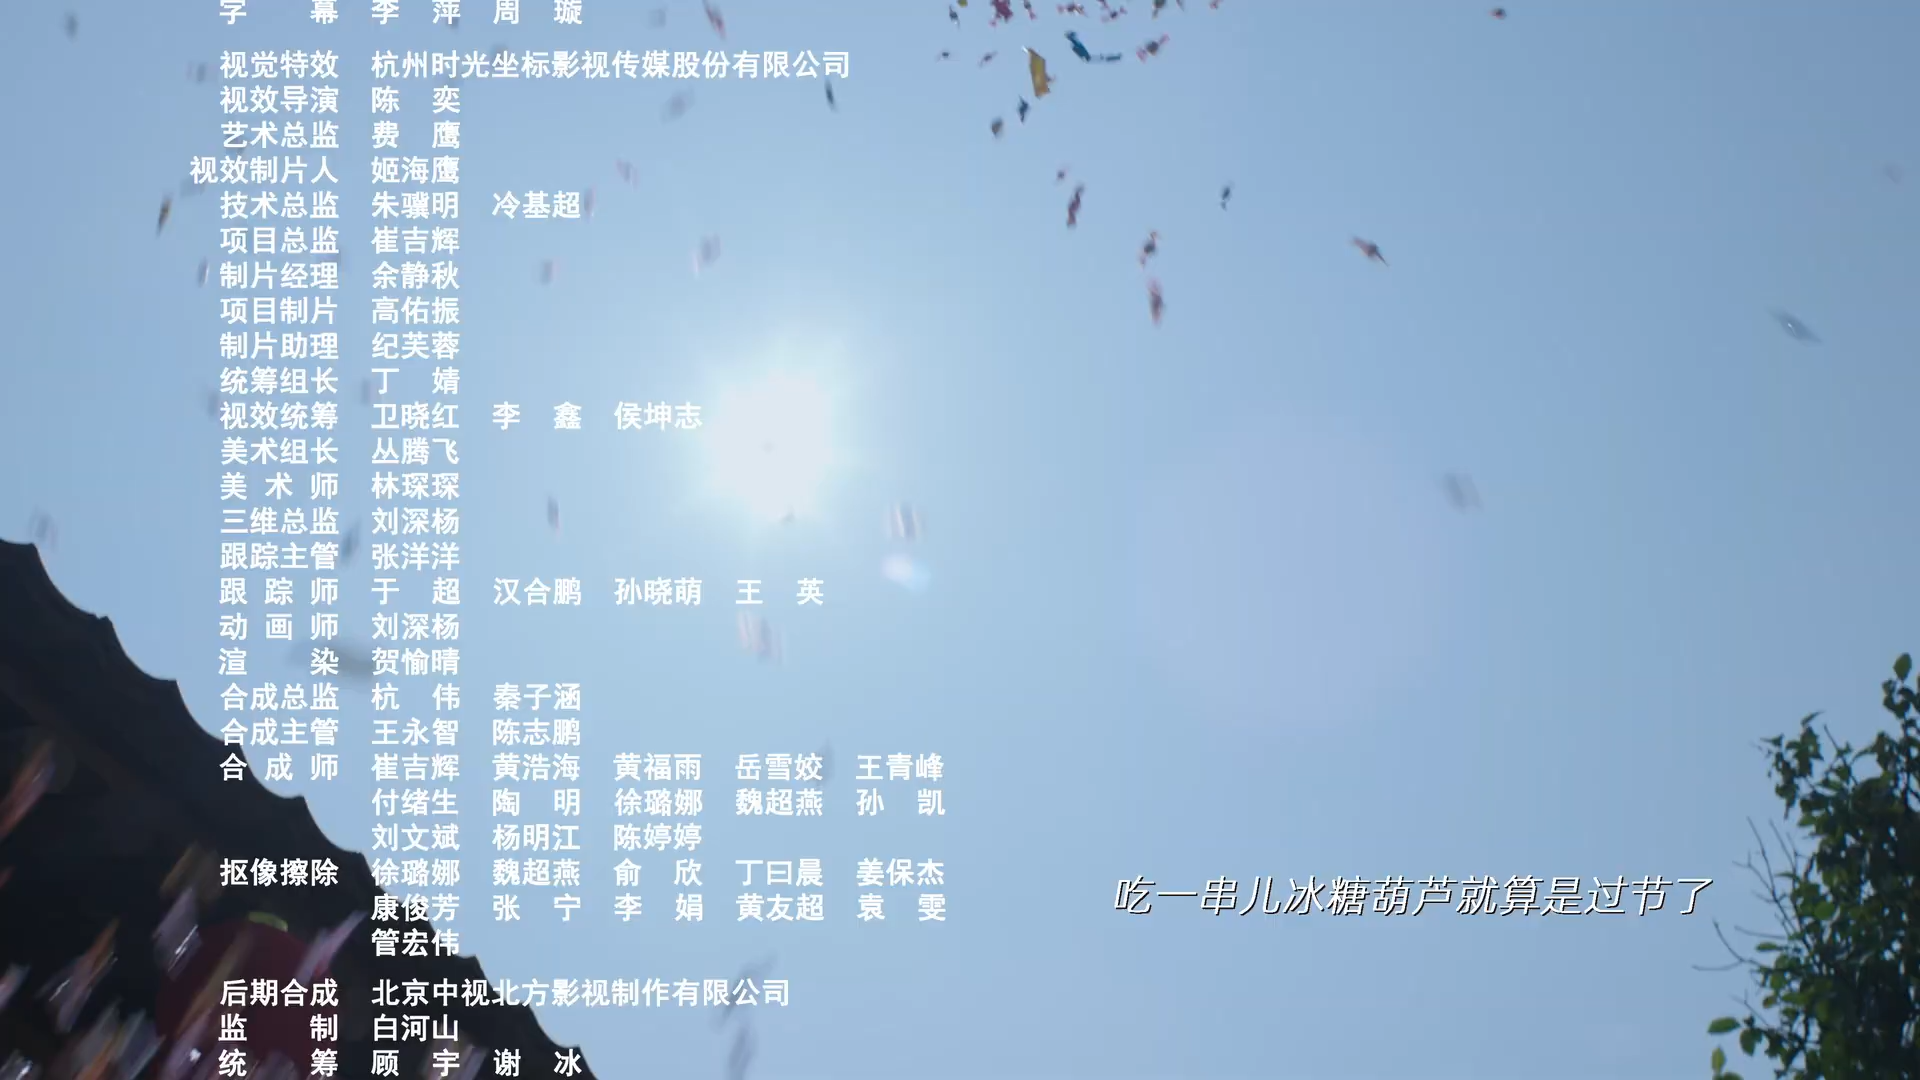 字幕 李萍 周璇
视觉特效 杭州时光坐标影视传媒股份有限公司
视效导演 陈奕
艺术总监 费鹰
视效制片人 姬海鹰
技术总监 朱骥明 冷基超
项目总监 崔吉辉
制片经理 余静秋
项目制片 高佑振
制片助理 纪芙蓉
统筹组长 丁婧
视效统筹 卫晓红 李鑫 侯坤志
美术组长 丛腾飞
美术师 林琛琛
三维总监 刘深杨
跟踪主管 张洋洋
跟踪师 于超 汉合鹏 孙晓萌 王英
动画师 刘深杨
渲染 贺愉晴
合成总监 杭伟 秦子涵
合成主管 王永智 陈志鹏
合成师 崔吉辉 黄浩海 黄福雨 岳雪姣 王青峰
付绪生 陶明 徐璐娜 魏超燕 孙凯
刘文斌 杨明江 陈婷婷
抠像擦除 徐璐娜 魏超燕 俞欣 丁曰晨 姜保杰
康俊芳 张宁 李娟 黄友超 袁雯
管宏伟
后期合成 北京中视北方影视制作有限公司
监制 白河山
统筹 顾宇 谢冰
吃一串儿冰糖葫芦就算是过节了